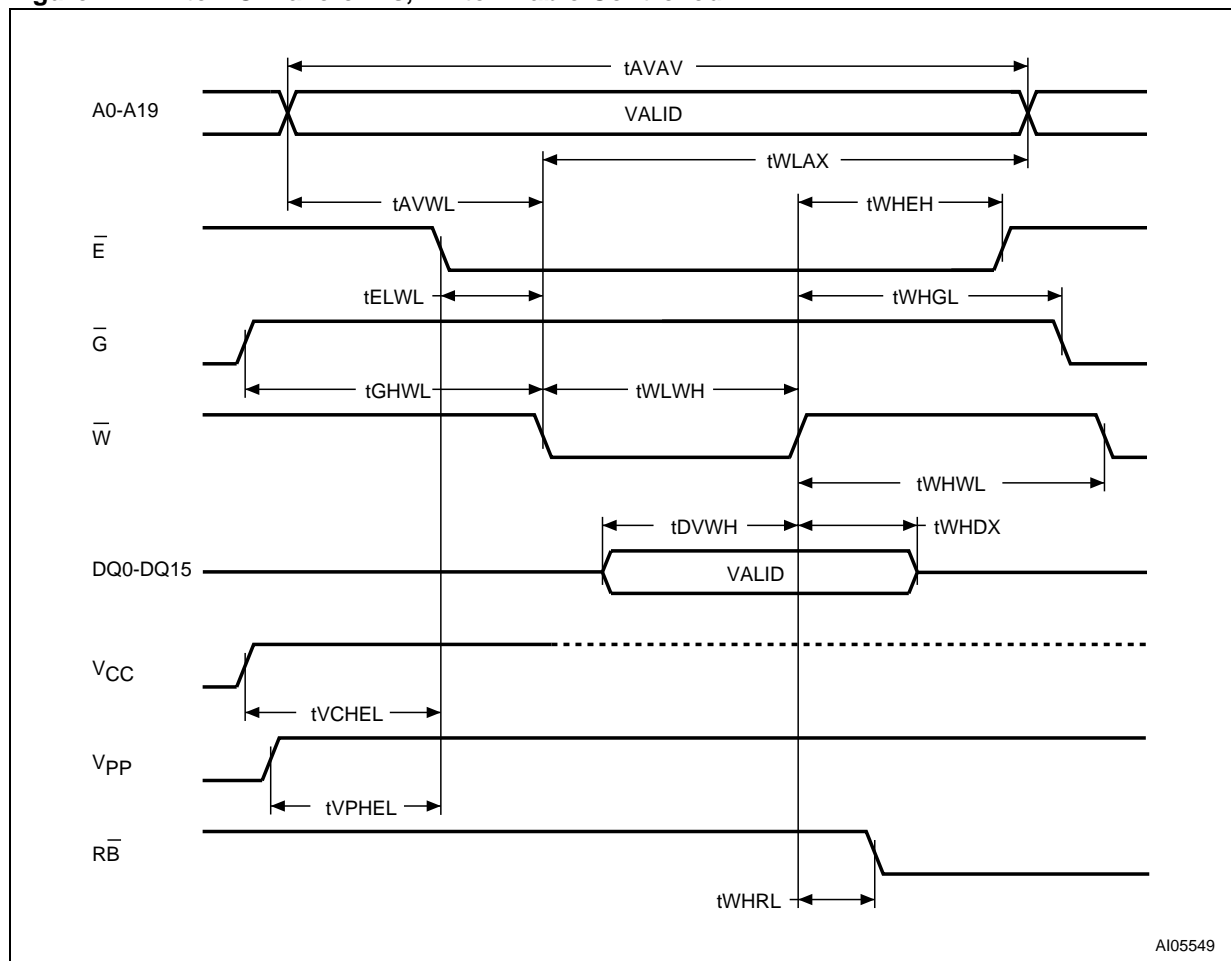 tAVAV
A0-A19
VALID
tWLAX
tAVWL
tWHEH
E̅
tELWL
tWHGL
G̅
tGHWL
tWLWH
W̅
tWHWL
tDVWH
tWHDX
DQ0-DQ15
VALID
VCC
tVCHEL
VPP
tVPHEL
RB̅
tWHRL
AI05549